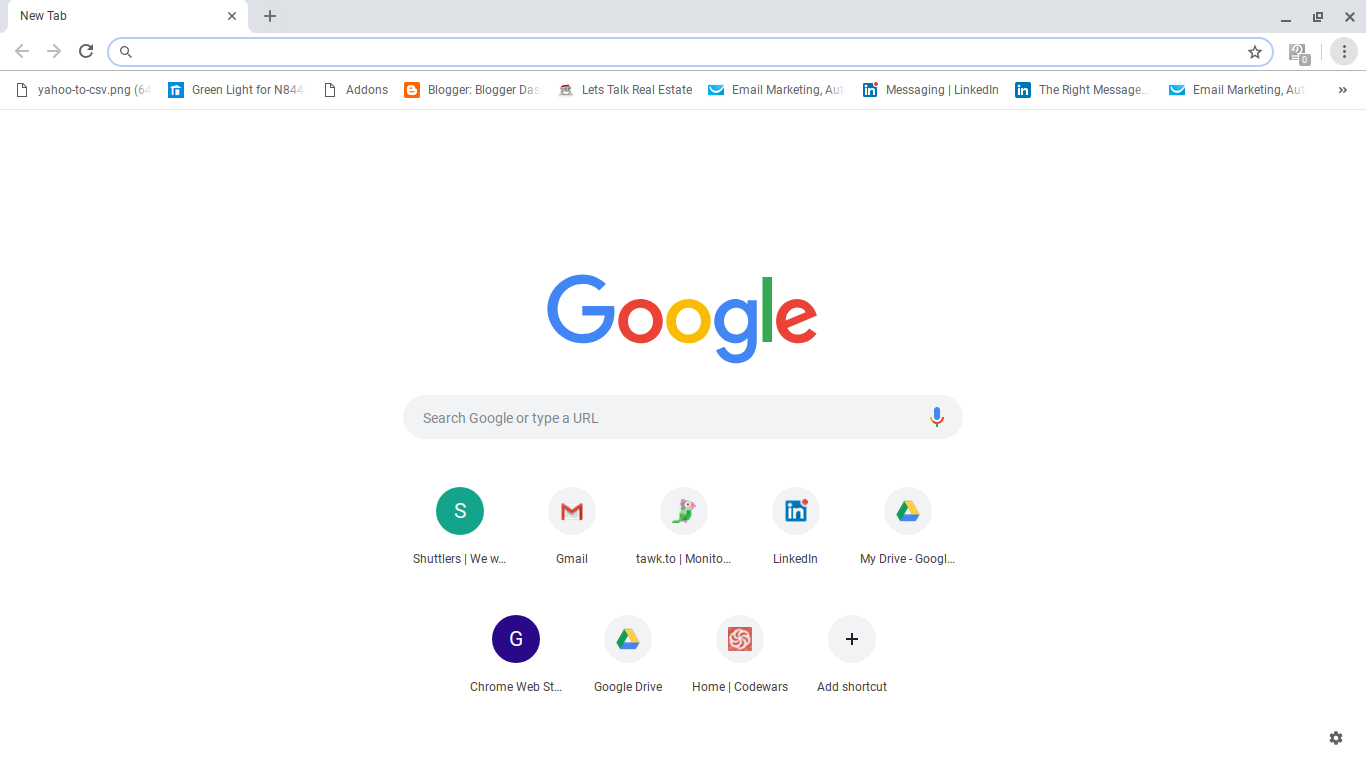 New Tab
0
yahoo-to-csv.png (64 Green Light for N844 Addons Blogger: Blogger Das Lets Talk Real Estate Email Marketing, Aut Messaging | LinkedIn The Right Message... Email Marketing, Aut »
Google
Search Google or type a URL
S
Shuttlers | We w... Gmail tawk.to | Monito... LinkedIn My Drive - Googl...
G
Chrome Web St... Google Drive Home | Codewars Add shortcut